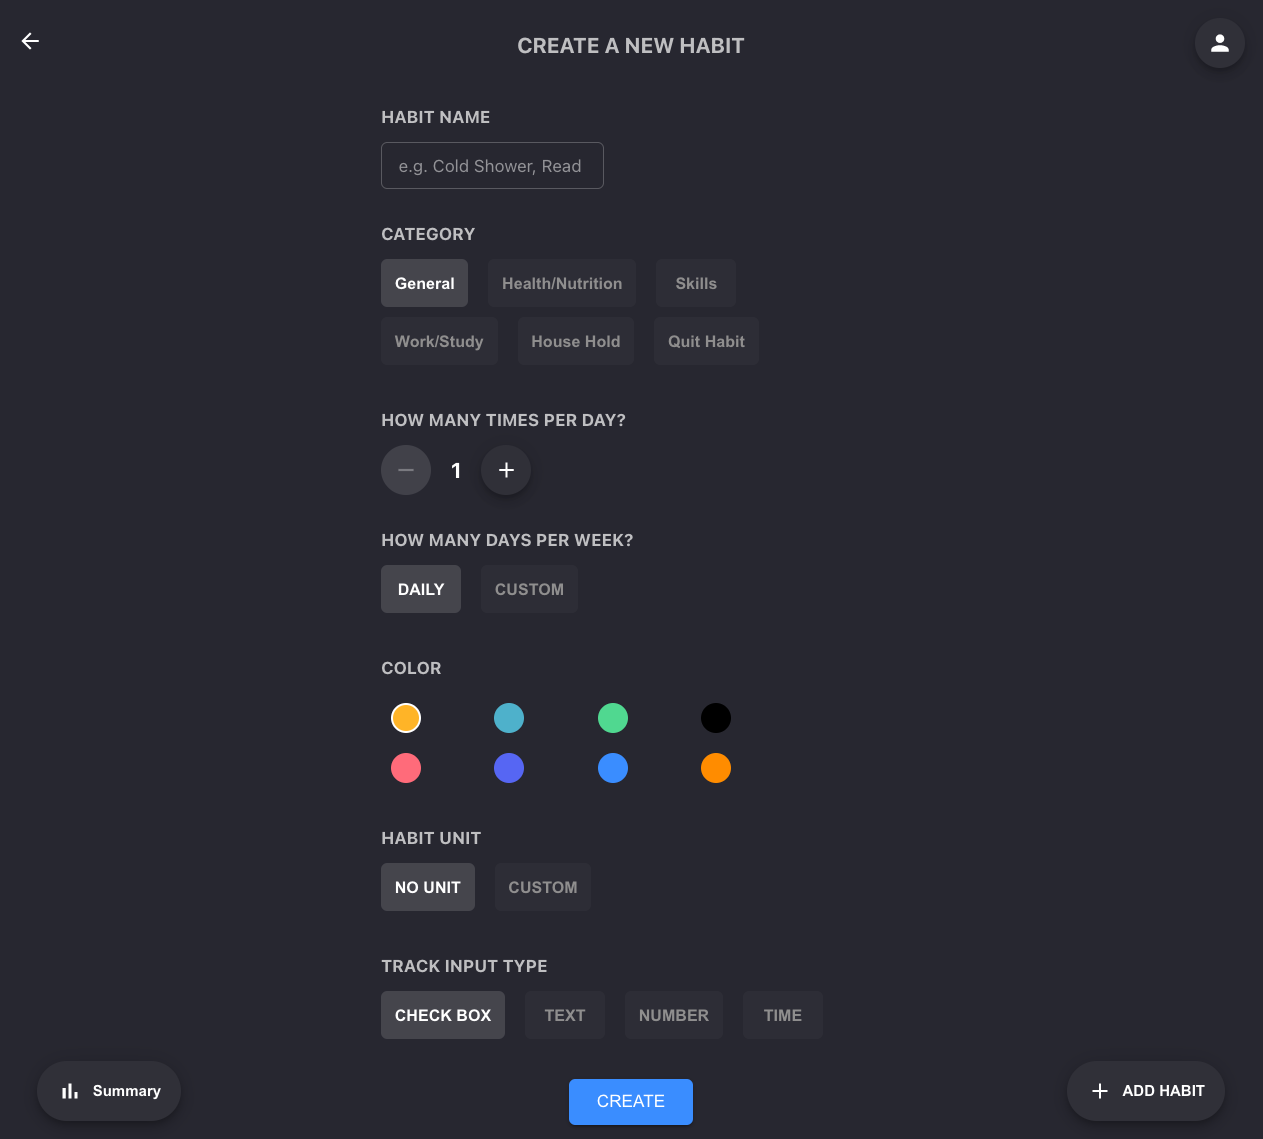 CREATE A NEW HABIT
HABIT NAME
e.g. Cold Shower, Read
CATEGORY
General Health/Nutrition Skills
Work/Study House Hold Quit Habit
HOW MANY TIMES PER DAY?
1
HOW MANY DAYS PER WEEK?
DAILY CUSTOM
COLOR
HABIT UNIT
NO UNIT CUSTOM
TRACK INPUT TYPE
CHECK BOX TEXT NUMBER TIME
Summary
CREATE
ADD HABIT